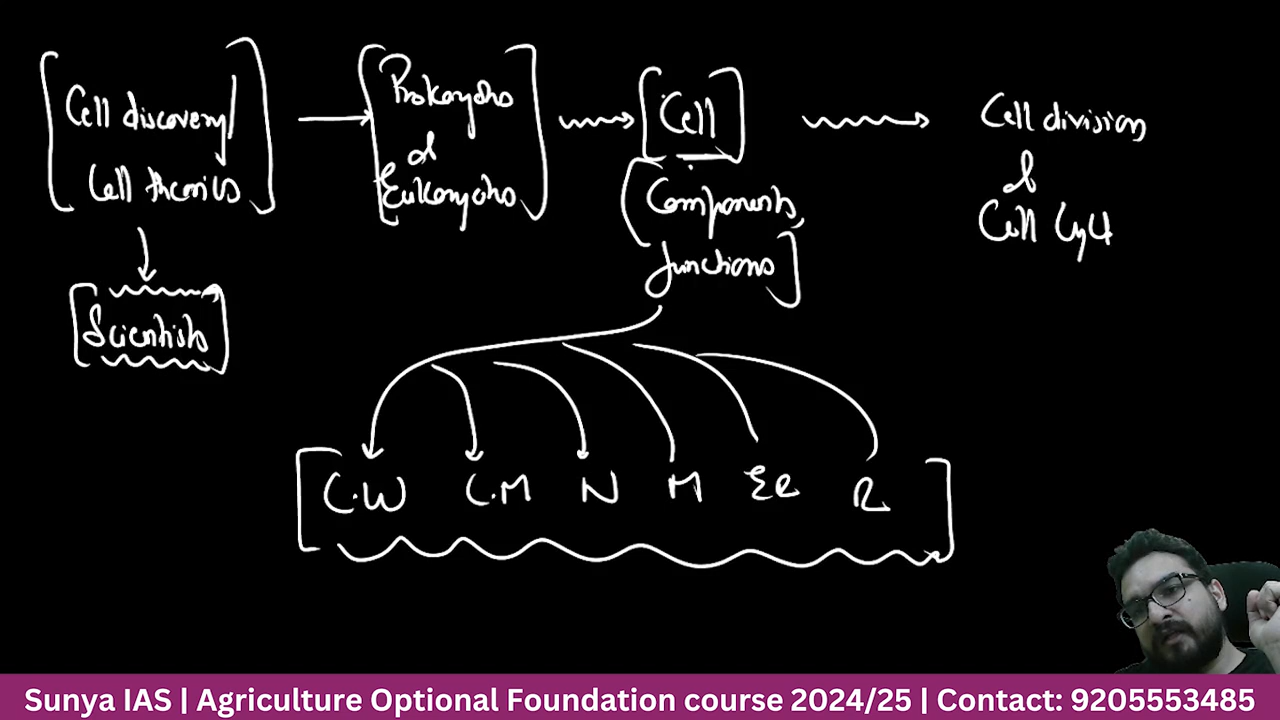 Cell discovery/
Cell theories
Scientists
Prokaryotes
&
Eukaryotes
Cell
Components,
functions
Cell division
&
Cell Cycle
C.W C.M N M ER R
Sunya IAS | Agriculture Optional Foundation course 2024/25 | Contact: 9205553485